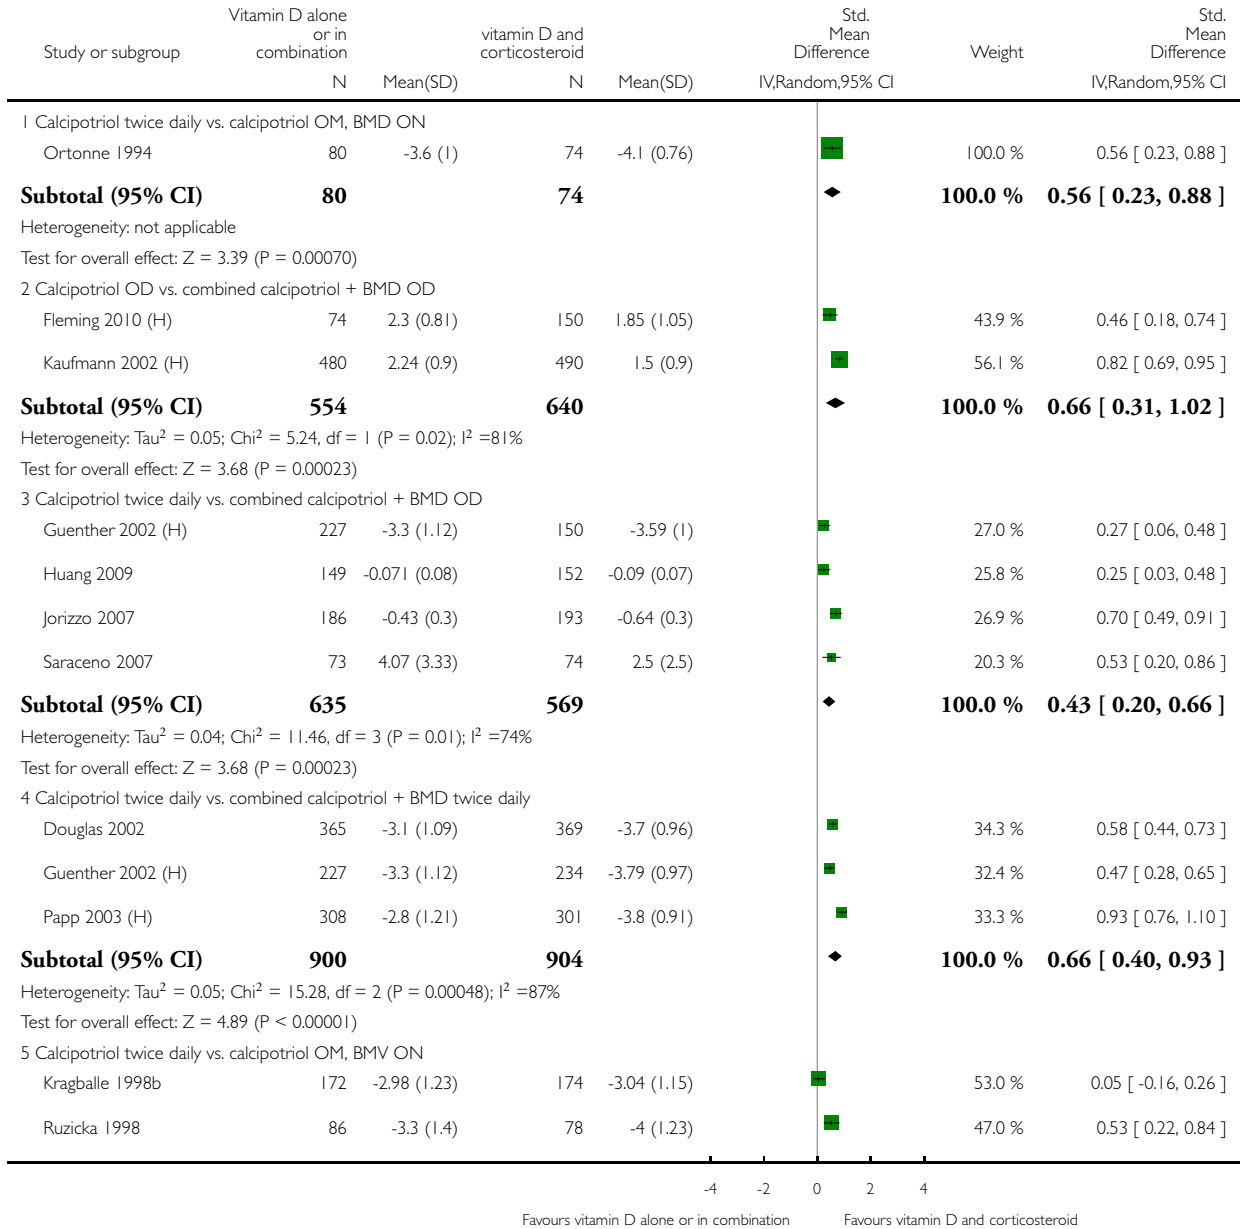 Vitamin D alone or in combination vitamin D and corticosteroid Std. Mean Difference Std. Mean Difference
Study or subgroup Weight
N Mean(SD) N Mean(SD) IV,Random,95% CI IV,Random,95% CI
1 Calcipotriol twice daily vs. calcipotriol OM, BMD ON
Ortonne 1994 80 -3.6 (1) 74 -4.1 (0.76) 100.0 % 0.56 [ 0.23, 0.88 ]
Subtotal (95% CI) 80 74 100.0 % 0.56 [ 0.23, 0.88 ]
Heterogeneity: not applicable
Test for overall effect: Z = 3.39 (P = 0.00070)
2 Calcipotriol OD vs. combined calcipotriol + BMD OD
Fleming 2010 (H) 74 2.3 (0.81) 150 1.85 (1.05) 43.9 % 0.46 [ 0.18, 0.74 ]
Kaufmann 2002 (H) 480 2.24 (0.9) 490 1.5 (0.9) 56.1 % 0.82 [ 0.69, 0.95 ]
Subtotal (95% CI) 554 640 100.0 % 0.66 [ 0.31, 1.02 ]
Heterogeneity: Tau² = 0.05; Chi² = 5.24, df = 1 (P = 0.02); I² =81%
Test for overall effect: Z = 3.68 (P = 0.00023)
3 Calcipotriol twice daily vs. combined calcipotriol + BMD OD
Guenther 2002 (H) 227 -3.3 (1.12) 150 -3.59 (1) 27.0 % 0.27 [ 0.06, 0.48 ]
Huang 2009 149 -0.071 (0.08) 152 -0.09 (0.07) 25.8 % 0.25 [ 0.03, 0.48 ]
Jorizzo 2007 186 -0.43 (0.3) 193 -0.64 (0.3) 26.9 % 0.70 [ 0.49, 0.91 ]
Saraceno 2007 73 4.07 (3.33) 74 2.5 (2.5) 20.3 % 0.53 [ 0.20, 0.86 ]
Subtotal (95% CI) 635 569 100.0 % 0.43 [ 0.20, 0.66 ]
Heterogeneity: Tau² = 0.04; Chi² = 11.46, df = 3 (P = 0.01); I² =74%
Test for overall effect: Z = 3.68 (P = 0.00023)
4 Calcipotriol twice daily vs. combined calcipotriol + BMD twice daily
Douglas 2002 365 -3.1 (1.09) 369 -3.7 (0.96) 34.3 % 0.58 [ 0.44, 0.73 ]
Guenther 2002 (H) 227 -3.3 (1.12) 234 -3.79 (0.97) 32.4 % 0.47 [ 0.28, 0.65 ]
Papp 2003 (H) 308 -2.8 (1.21) 301 -3.8 (0.91) 33.3 % 0.93 [ 0.76, 1.10 ]
Subtotal (95% CI) 900 904 100.0 % 0.66 [ 0.40, 0.93 ]
Heterogeneity: Tau² = 0.05; Chi² = 15.28, df = 2 (P = 0.00048); I² =87%
Test for overall effect: Z = 4.89 (P < 0.00001)
5 Calcipotriol twice daily vs. calcipotriol OM, BMV ON
Kragballe 1998b 172 -2.98 (1.23) 174 -3.04 (1.15) 53.0 % 0.05 [ -0.16, 0.26 ]
Ruzicka 1998 86 -3.3 (1.4) 78 -4 (1.23) 47.0 % 0.53 [ 0.22, 0.84 ]
-4 -2 0 2 4
Favours vitamin D alone or in combination Favours vitamin D and corticosteroid